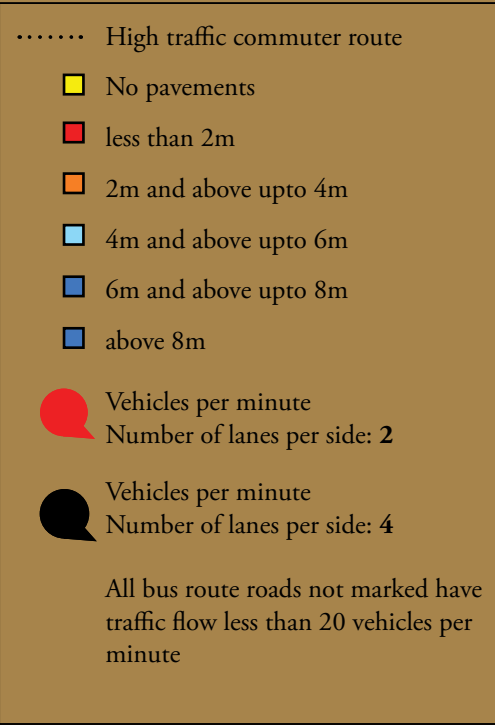 High traffic commuter route
No pavements
less than 2m
2m and above upto 4m
4m and above upto 6m
6m and above upto 8m
above 8m
Vehicles per minute
Number of lanes per side: 2
Vehicles per minute
Number of lanes per side: 4
All bus route roads not marked have
traffic flow less than 20 vehicles per
minute